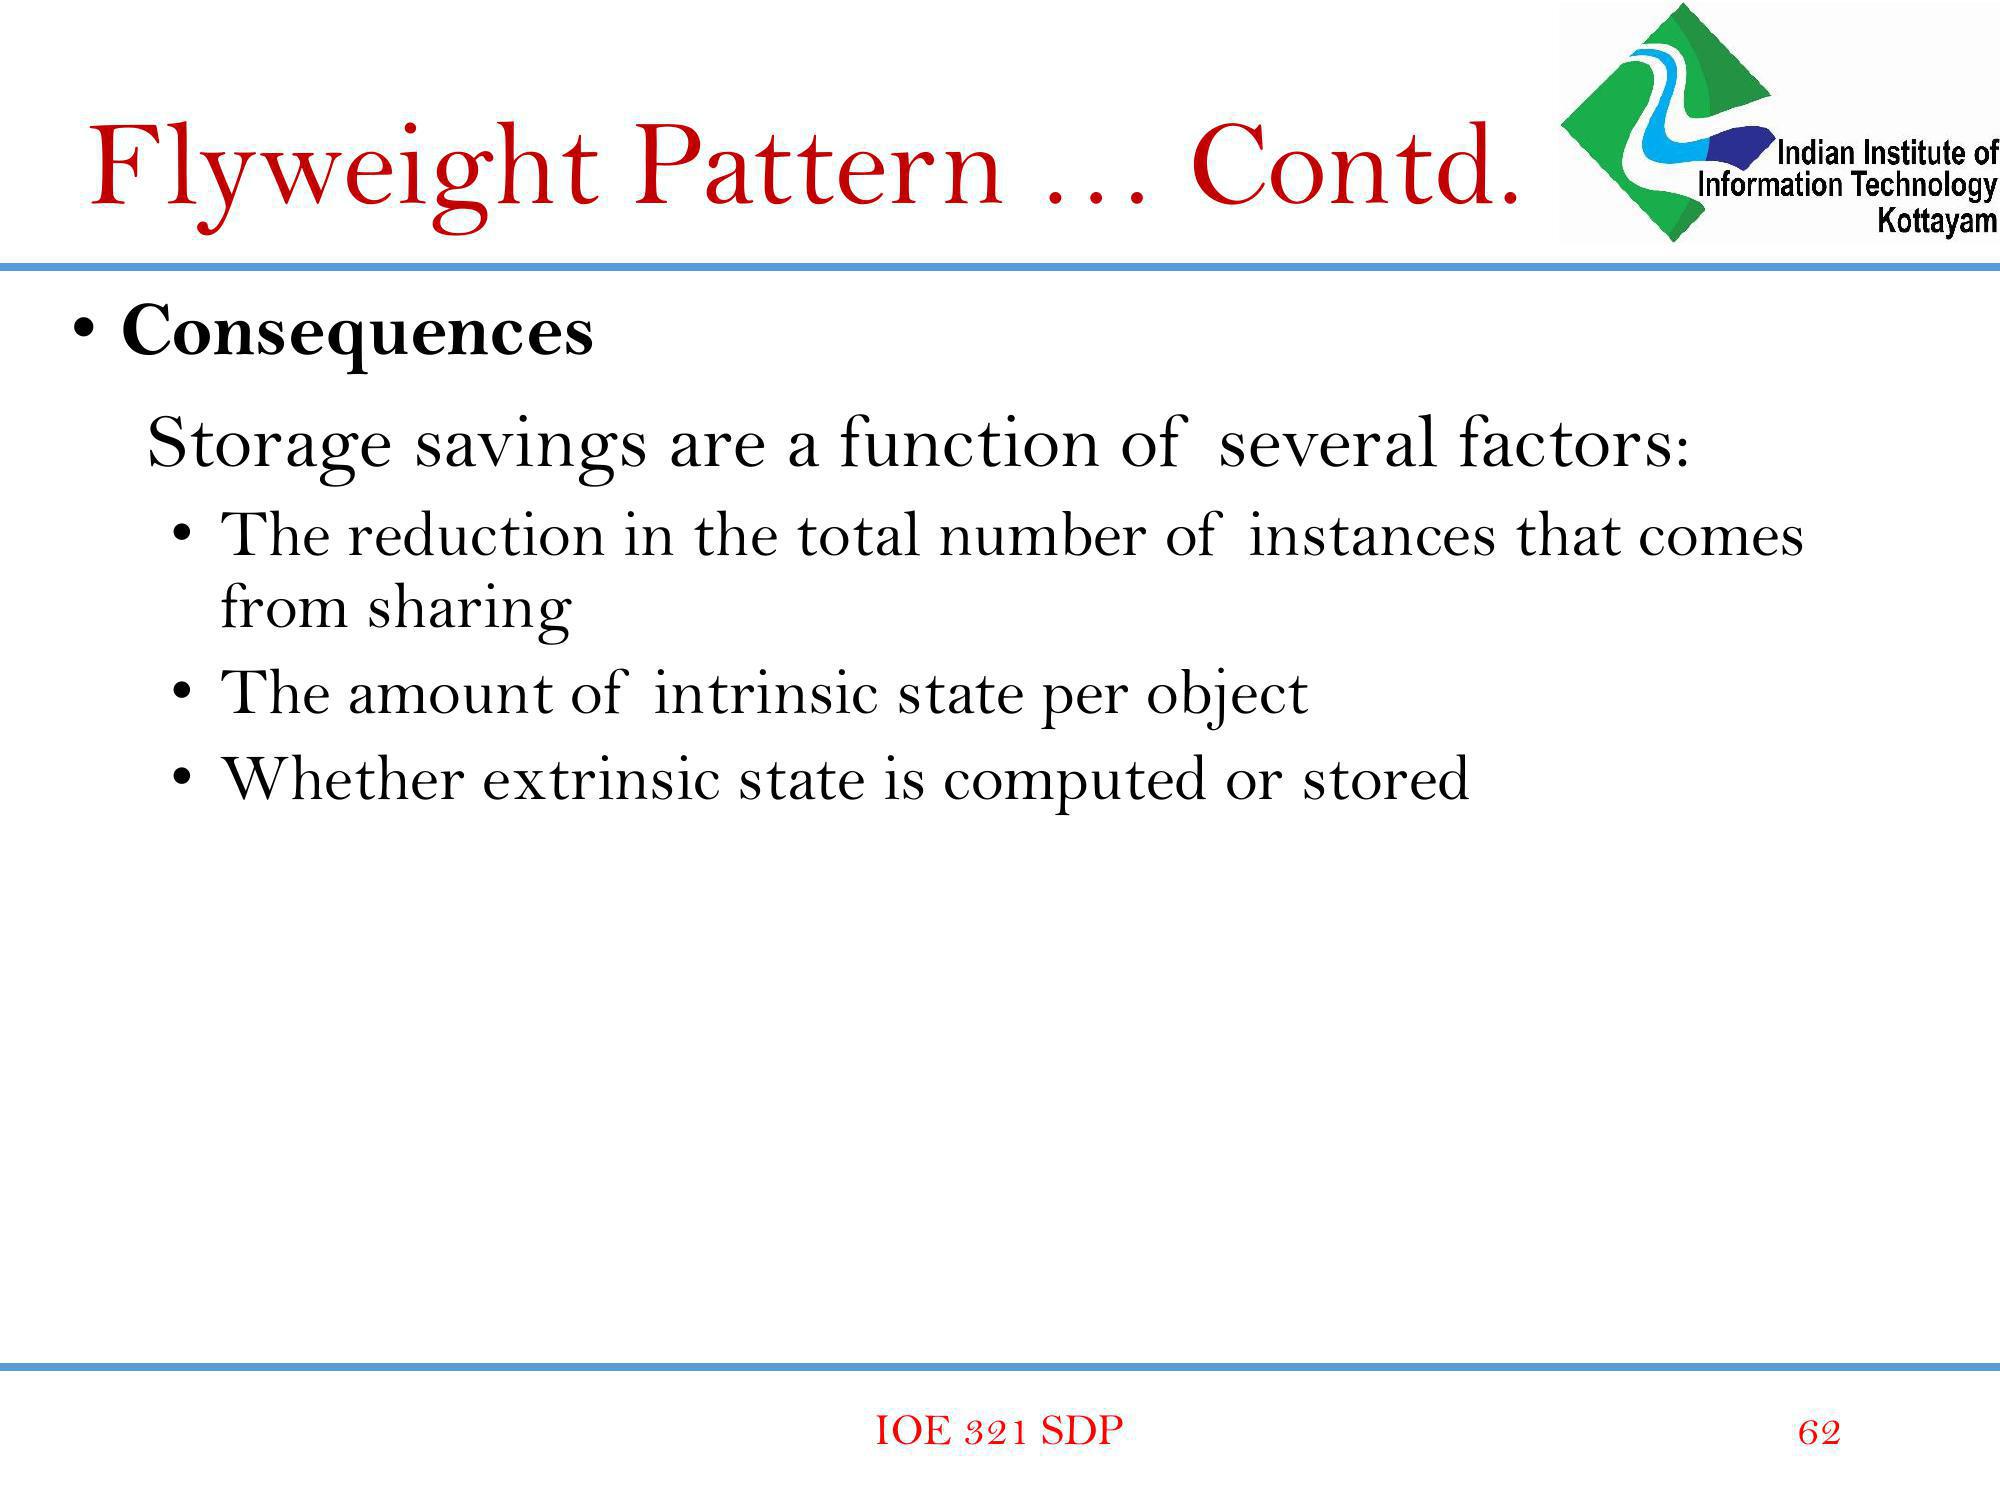 Flyweight Pattern … Contd.
Indian Institute of
Information Technology
Kottayam
• Consequences
Storage savings are a function of several factors:
• The reduction in the total number of instances that comes
from sharing
• The amount of intrinsic state per object
• Whether extrinsic state is computed or stored
IOE 321 SDP
62